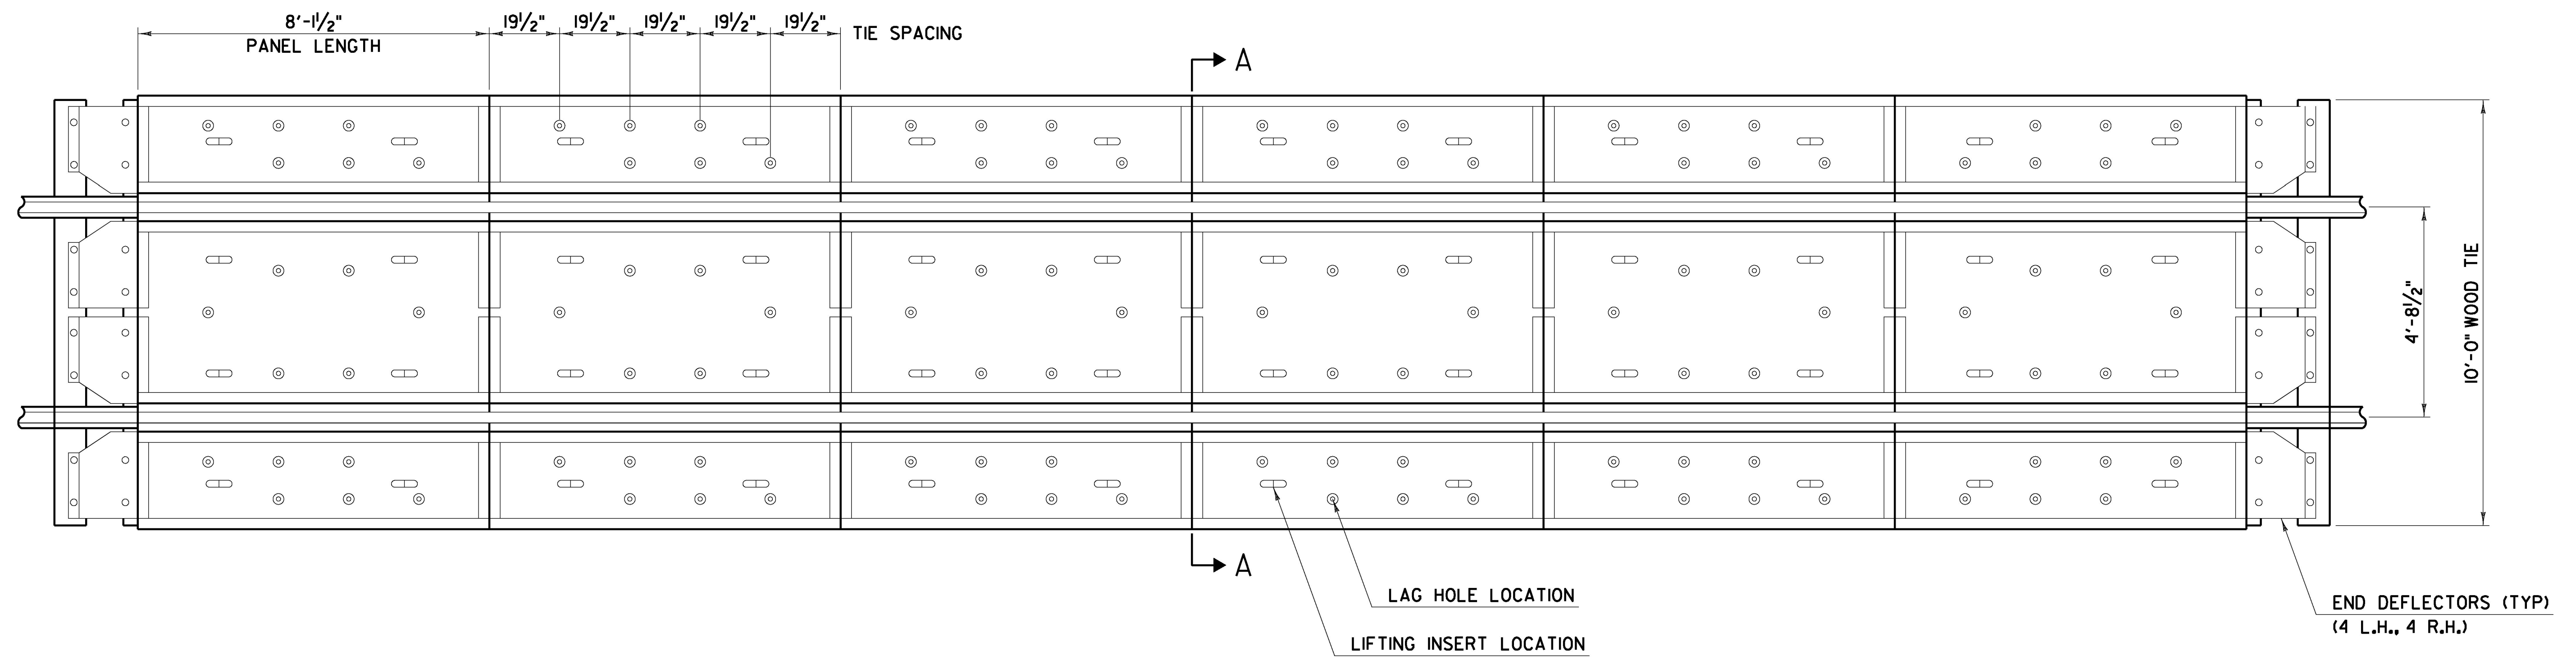 8'-1½"
PANEL LENGTH
19½" 19½" 19½" 19½" 19½"
TIE SPACING
A
4'-8½"
10'-0" WOOD TIE
A
LAG HOLE LOCATION
LIFTING INSERT LOCATION
END DEFLECTORS (TYP)
(4 L.H., 4 R.H.)